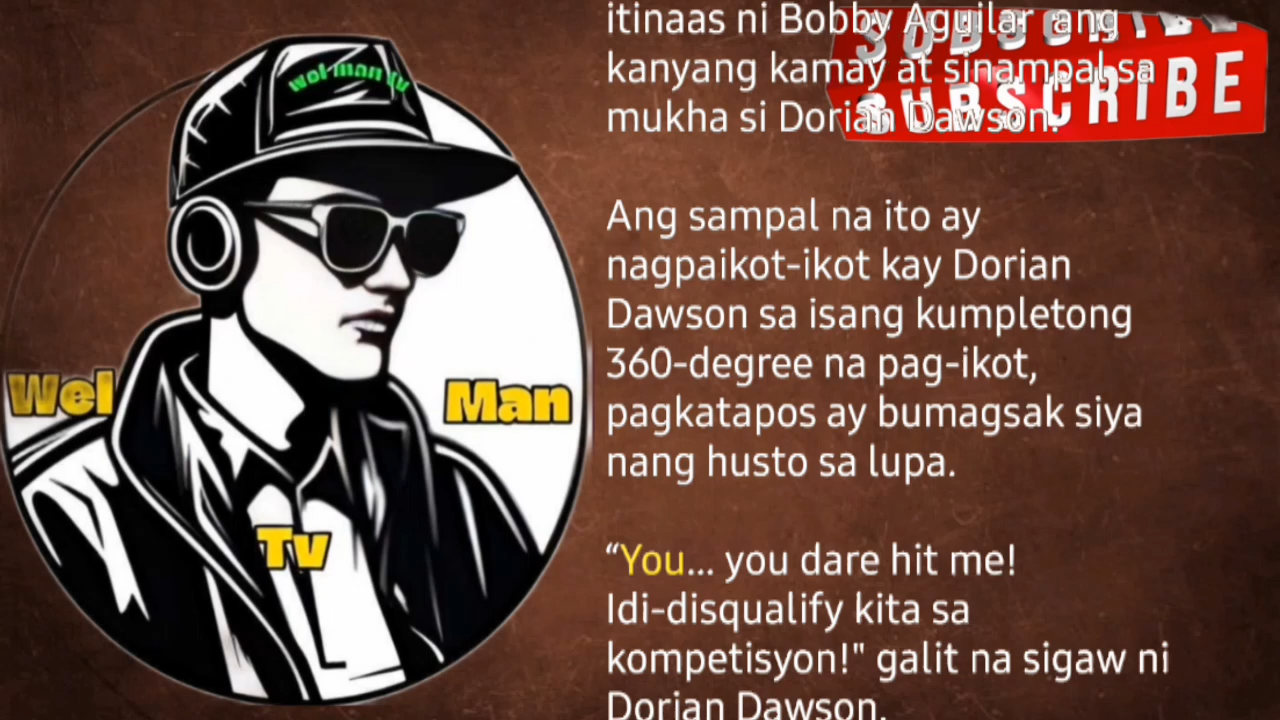 itinaas ni Bobby Aguilar ang
kanyang kamay at sinampal sa
mukha si Dorian Dawson.
SUBSCRIBE
SUBSCRIBE
wel man tv
Ang sampal na ito ay
nagpaikot-ikot kay Dorian
Dawson sa isang kumpletong
360-degree na pag-ikot,
pagkatapos ay bumagsak siya
nang husto sa lupa.
Wel
Man
Tv
“You... you dare hit me!
Idi-disqualify kita sa
kompetisyon!" galit na sigaw ni
Dorian Dawson.